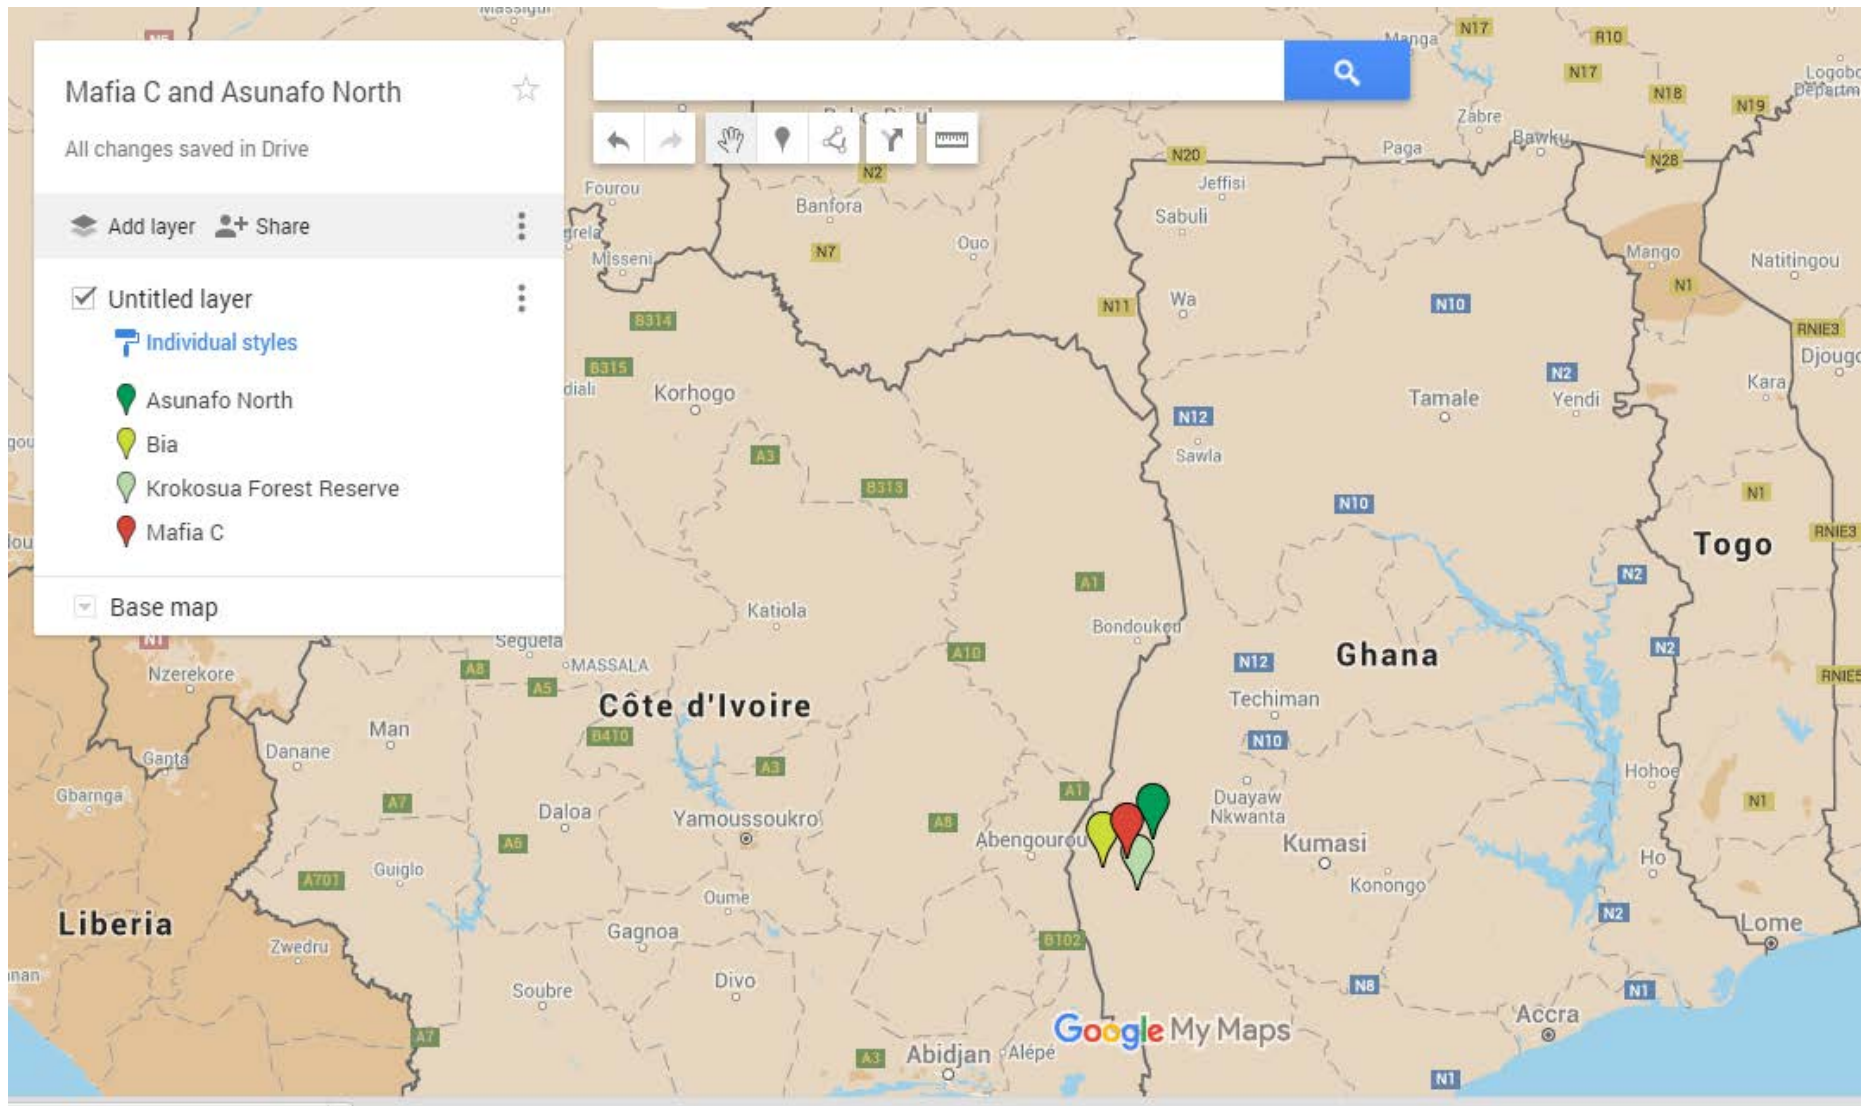 Mafia C and Asunafo North
All changes saved in Drive
Add layer
Share
Untitled layer
Individual styles
Asunafo North
Bia
Krokosua Forest Reserve
Mafia C
Base map
N17
R10
Manga
N17
N18
N19
Zabre
Bawku
Paga
N20
N28
N2
Fourou
Jeffisi
Banfora
Sabuli
Ouo
N7
Misseni
Mango
Natitingou
N1
Wa
N11
N10
B314
RNIE3
B315
N2
Kara
Korhogo
Tamale
Yendi
N12
A3
Sawla
B313
N1
N10
RNIE3
Togo
N2
A1
Katiola
Bondoukou
Seguela
N1
Ghana
N2
A10
N12
MASSALA
A8
Nzerekore
A5
Techiman
Côte d'Ivoire
Man
B410
N10
Danane
Ganta
A3
Hohoe
Gbarnga
A7
A1
Duayaw
Nkwanta
N1
Daloa
Yamoussoukro
A8
Abengourou
Kumasi
A6
Ho
Guiglo
A701
Konongo
Oume
N2
Liberia
Lome
Gagnoa
B102
Zwedru
Divo
Soubre
N8
N1
Accra
Google My Maps
A7
A3
Abidjan
Alépé
N1